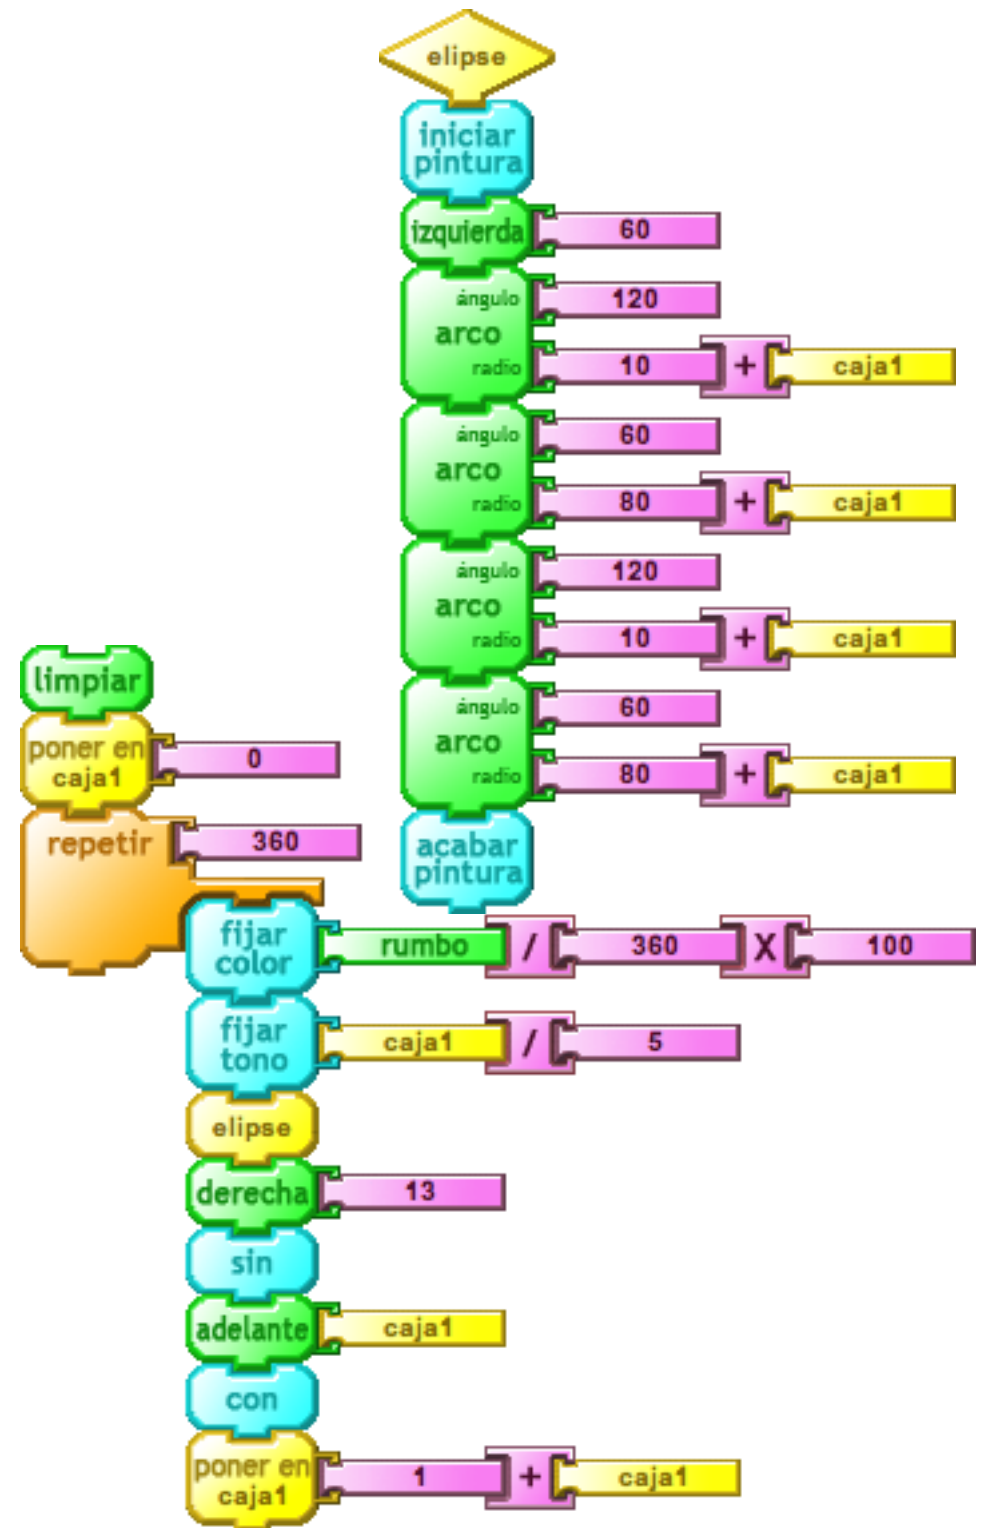 elipse
iniciar
pintura
izquierda 60
ángulo 120
arco
radio 10 + caja1
ángulo 60
arco
radio 80 + caja1
ángulo 120
arco
radio 10 + caja1
ángulo 60
arco
radio 80 + caja1
acabar
pintura
limpiar
poner en
caja1 0
repetir 360
fijar
color rumbo / 360 X 100
fijar
tono caja1 / 5
elipse
derecha 13
sin
adelante caja1
con
poner en
caja1 1 + caja1